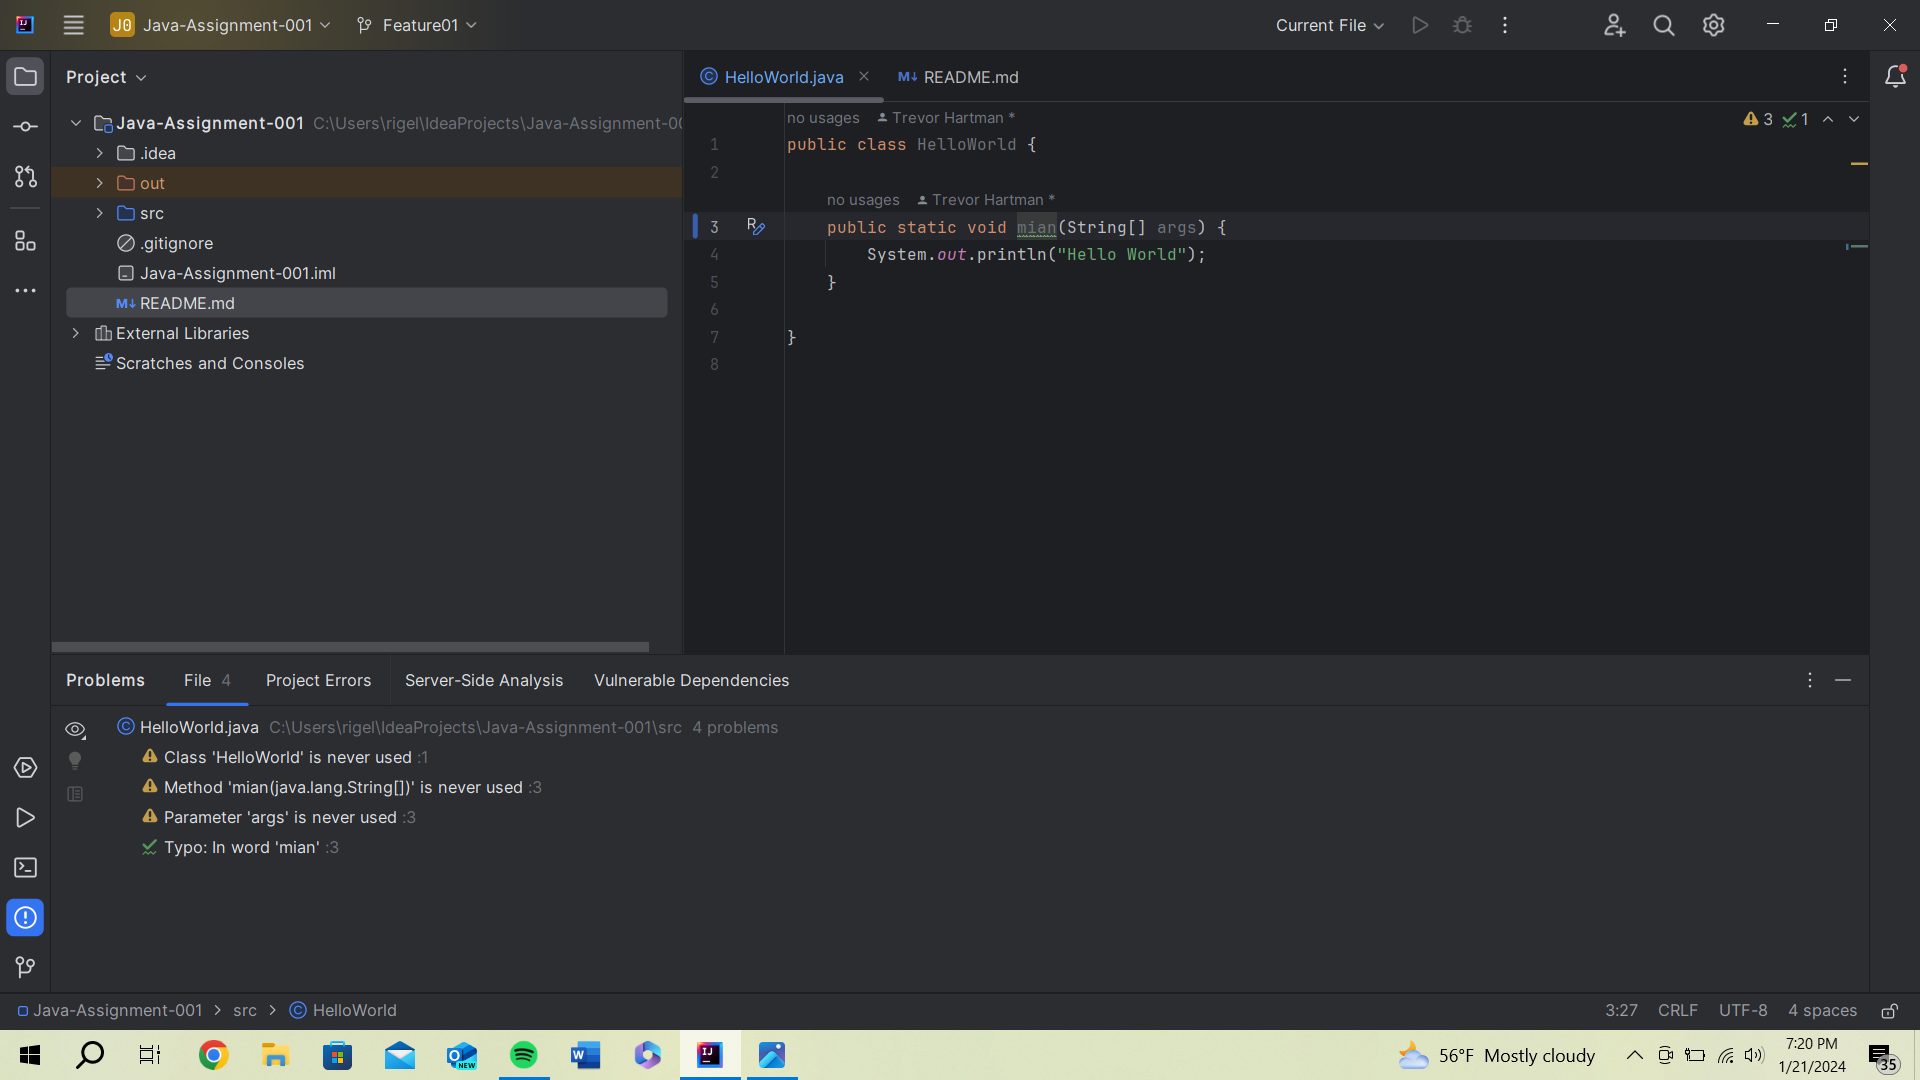 J0 Java-Assignment-001 Feature01 Current File
Project
HelloWorld.java README.md
Java-Assignment-001 C:\Users\rigel\IdeaProjects\Java-Assignment-00
.idea
out
src
.gitignore
Java-Assignment-001.iml
M↓ README.md
External Libraries
Scratches and Consoles
no usages Trevor Hartman *
3 1
1 public class HelloWorld {
2
no usages Trevor Hartman *
3 public static void mian(String[] args) {
4 System.out.println("Hello World");
5 }
6
7 }
8
Problems File 4 Project Errors Server-Side Analysis Vulnerable Dependencies
HelloWorld.java C:\Users\rigel\IdeaProjects\Java-Assignment-001\src 4 problems
Class 'HelloWorld' is never used :1
Method 'mian(java.lang.String[])' is never used :3
Parameter 'args' is never used :3
Typo: In word 'mian' :3
Java-Assignment-001 > src > HelloWorld
3:27 CRLF UTF-8 4 spaces
56°F Mostly cloudy
7:20 PM
1/21/2024
35